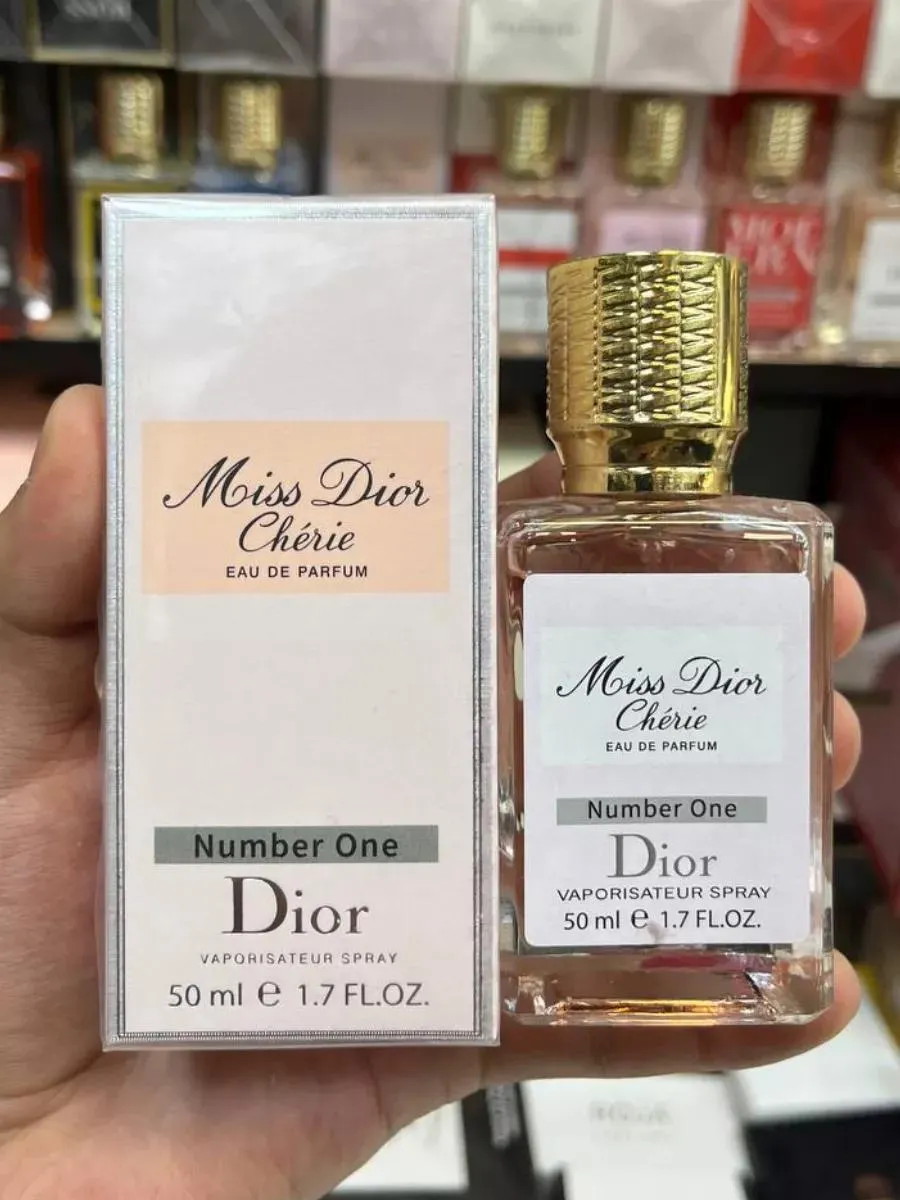 Miss Dior
Chérie
EAU DE PARFUM
Number One
Dior
VAPORISATEUR SPRAY
50 ml e 1.7 FL.OZ.
Miss Dior
Chérie
EAU DE PARFUM
Number One
Dior
VAPORISATEUR SPRAY
50 ml e 1.7 FL.OZ.